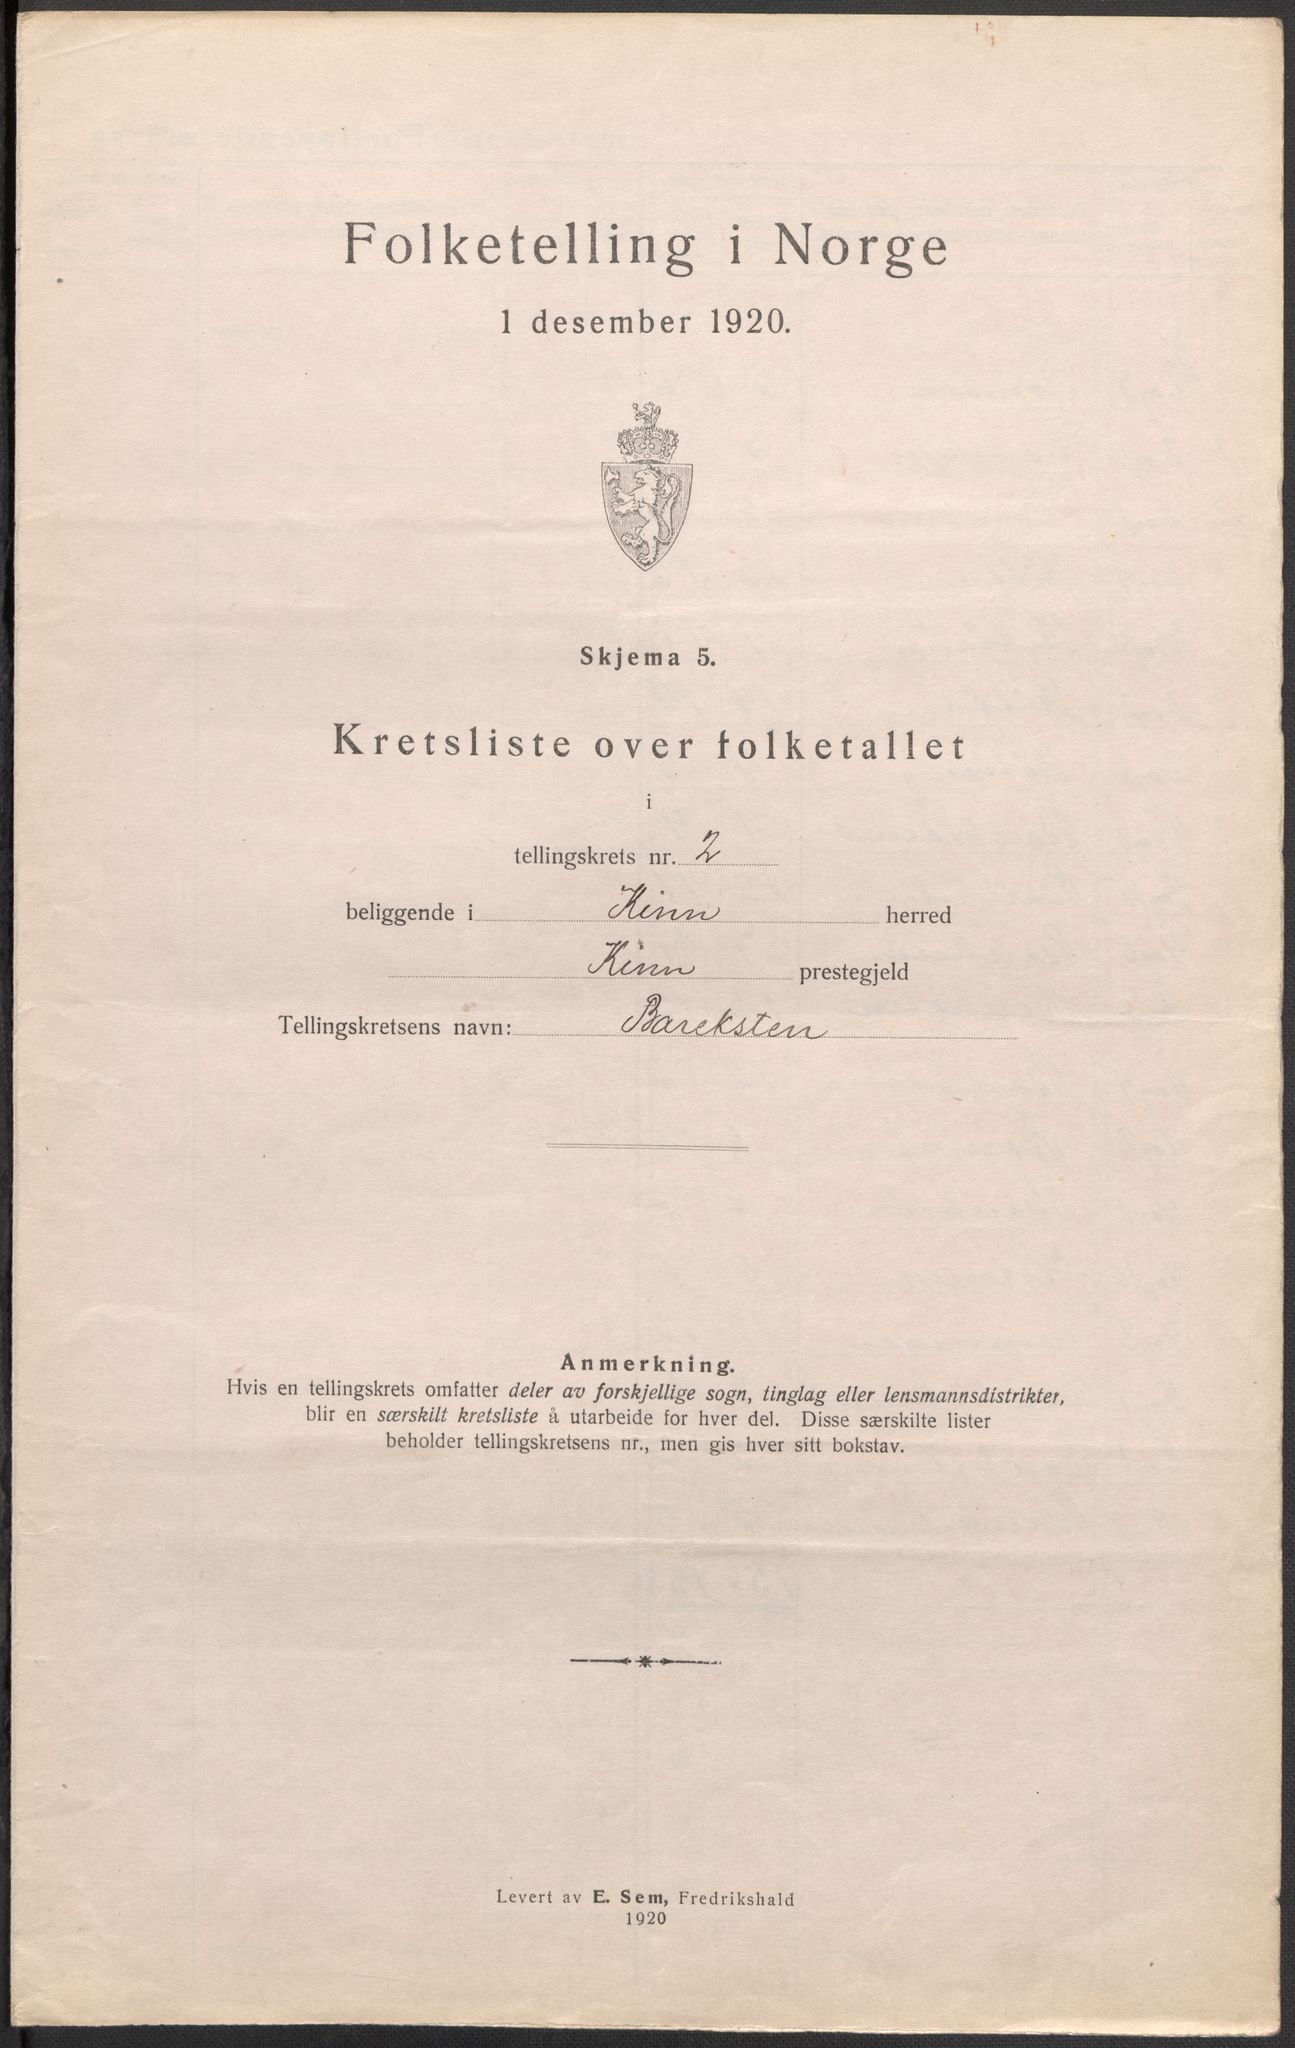 Folketelling i Norge
1 desember 1920.
Skjema 5.
Kretsliste over folketallet
i
tellingskrets nr. 2
beliggende i Kinn herred
Kinn prestegjeld
Tellingskretsens navn: Bareksten
Anmerkning.
Hvis en tellingskrets omfatter deler av forskjellige sogn, tinglag eller lensmannsdistrikter,
blir en særskilt kretsliste å utarbeide for hver del. Disse særskilte lister
beholder tellingskretsens nr., men gis hver sitt bokstav.
Levert av E. Sem, Fredrikshald
1920